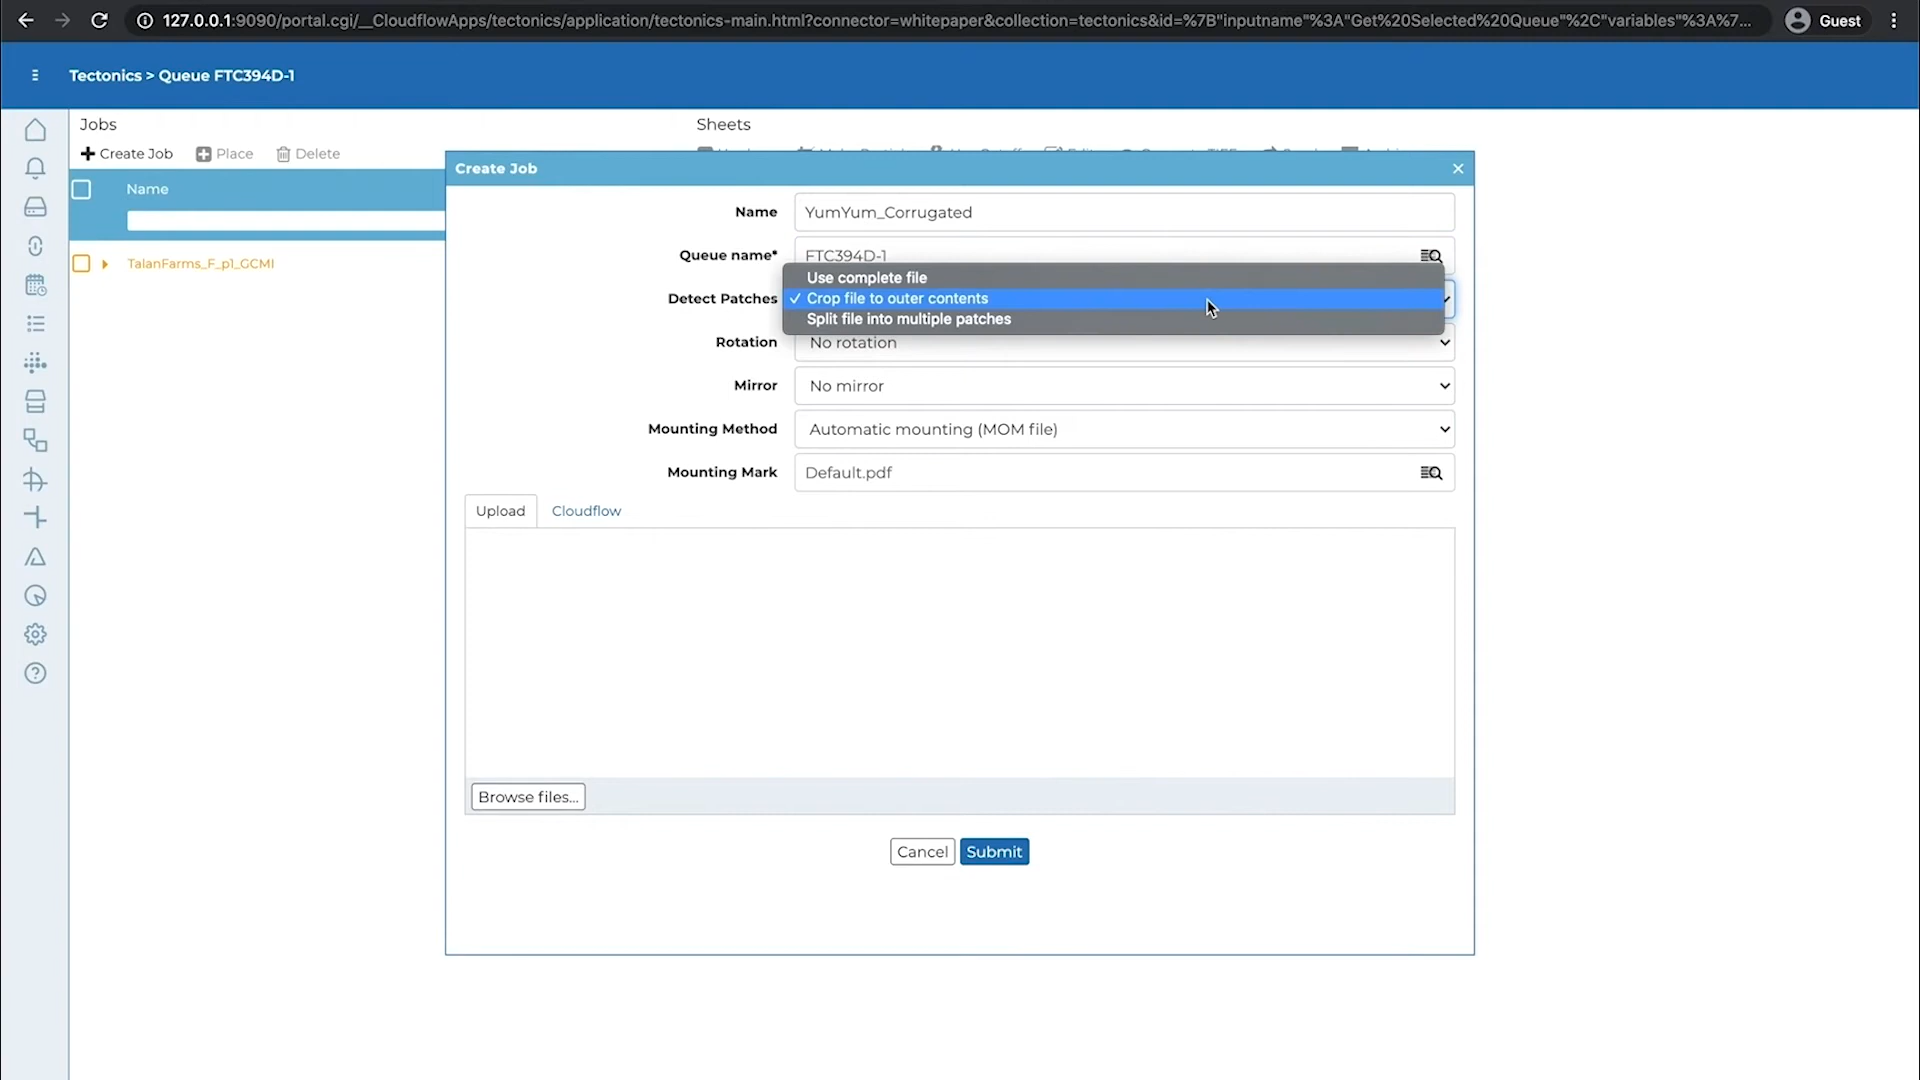 127.0.0.1:9090/portal.cgi/__CloudflowApps/tectonics/application/tectonics-main.html?connector=whitepaper&collection=tectonics&id=%7B"inputname"%3A"Get%20Selected%20Queue"%2C"variables"%3A%7...
Guest
Tectonics > Queue FTC394D-1
Jobs
Sheets
Create Job
Place
Delete
Create Job
Name
Name
YumYum_Corrugated
Queue name*
FTC394D-1
TalanFarms_F_p1_GCMI
Use complete file
Detect Patches
✓ Crop file to outer contents
Split file into multiple patches
Rotation
No rotation
Mirror
No mirror
Mounting Method
Automatic mounting (MOM file)
Mounting Mark
Default.pdf
Upload
Cloudflow
Browse files...
Cancel
Submit